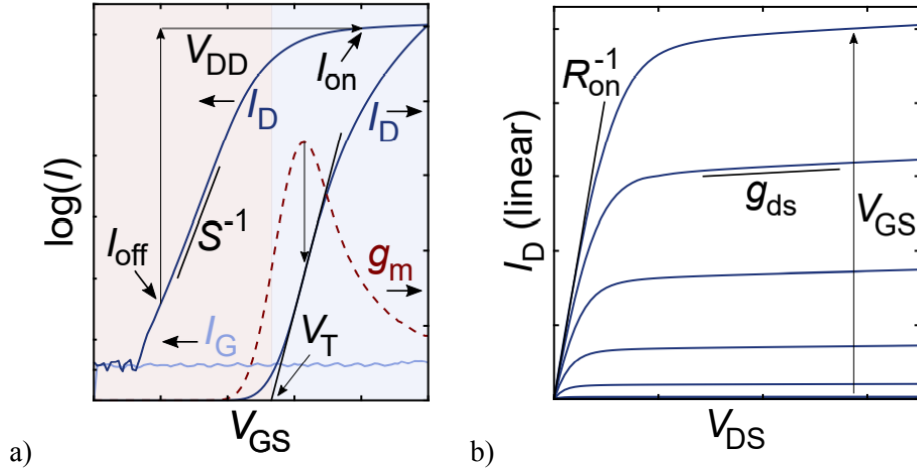 V_DD
I_on
I_D
I_D
log(I)
S^-1
I_off
g_m
I_G
V_T
V_GS
a)
R_on^-1
g_ds
V_GS
I_D (linear)
V_DS
b)